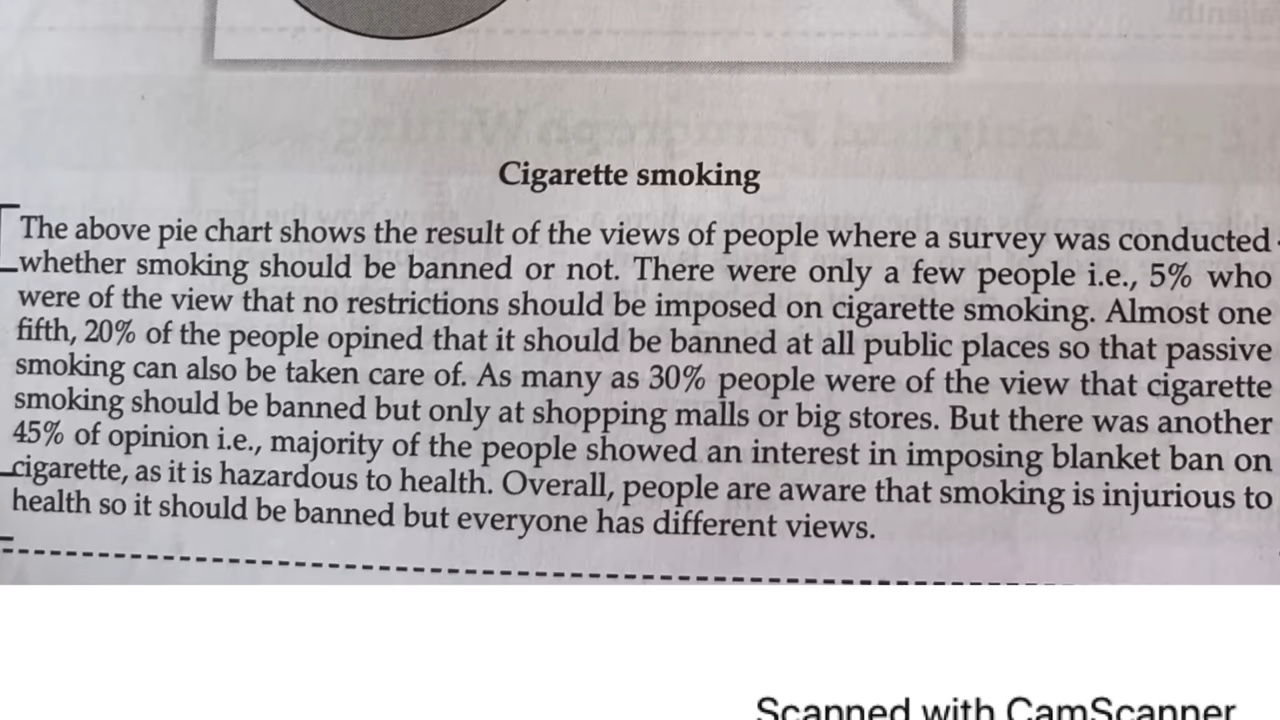 Cigarette smoking
The above pie chart shows the result of the views of people where a survey was conducted
whether smoking should be banned or not. There were only a few people i.e., 5% who
were of the view that no restrictions should be imposed on cigarette smoking. Almost one
fifth, 20% of the people opined that it should be banned at all public places so that passive
smoking can also be taken care of. As many as 30% people were of the view that cigarette
smoking should be banned but only at shopping malls or big stores. But there was another
45% of opinion i.e., majority of the people showed an interest in imposing blanket ban on
cigarette, as it is hazardous to health. Overall, people are aware that smoking is injurious to
health so it should be banned but everyone has different views.
Scanned with CamScanner